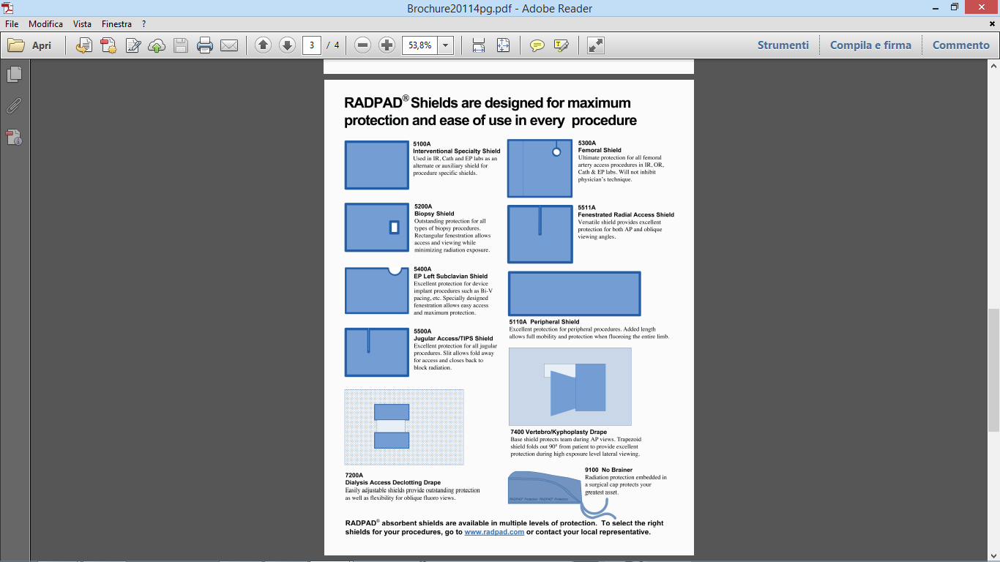 Brochure20114pg.pdf - Adobe Reader
File Modifica Vista Finestra ?
Apri 3 / 4 53,8% Strumenti Compila e firma Commento
RADPAD® Shields are designed for maximum
protection and ease of use in every procedure
5100A
Interventional Specialty Shield
Used in IR, Cath and EP labs as an
alternate or auxiliary shield for
procedure specific shields.
5200A
Biopsy Shield
Outstanding protection for all
types of biopsy procedures.
Rectangular fenestration allows
access and viewing while
minimizing radiation exposure.
5400A
EP Left Subclavian Shield
Excellent protection for device
implant procedures such as Bi-V
pacing, etc. Specially designed
fenestration allows easy access
and maximum protection.
5500A
Jugular Access/TIPS Shield
Excellent protection for all jugular
procedures. Slit allows fold away
for access and closes back to
block radiation.
7200A
Dialysis Access Declotting Drape
Easily adjustable shields provide outstanding protection
as well as flexibility for oblique fluoro views.
5300A
Femoral Shield
Ultimate protection for all femoral
artery access procedures in IR, OR,
Cath & EP labs. Will not inhibit
physician's technique.
5511A
Fenestrated Radial Access Shield
Versatile shield provides excellent
protection for both AP and oblique
viewing angles.
5110A Peripheral Shield
Excellent protection for peripheral procedures. Added length
allows full mobility and protection when fluoroing the entire limb.
7400 Vertebro/Kyphoplasty Drape
Base shield protects team during AP views. Trapezoid
shield folds out 90° from patient to provide excellent
protection during high exposure level lateral viewing.
9100 No Brainer
Radiation protection embedded in
a surgical cap protects your
greatest asset.
RADPAD® Protection RADPAD® Protection
RADPAD® absorbent shields are available in multiple levels of protection. To select the right
shields for your procedures, go to www.radpad.com or contact your local representative.